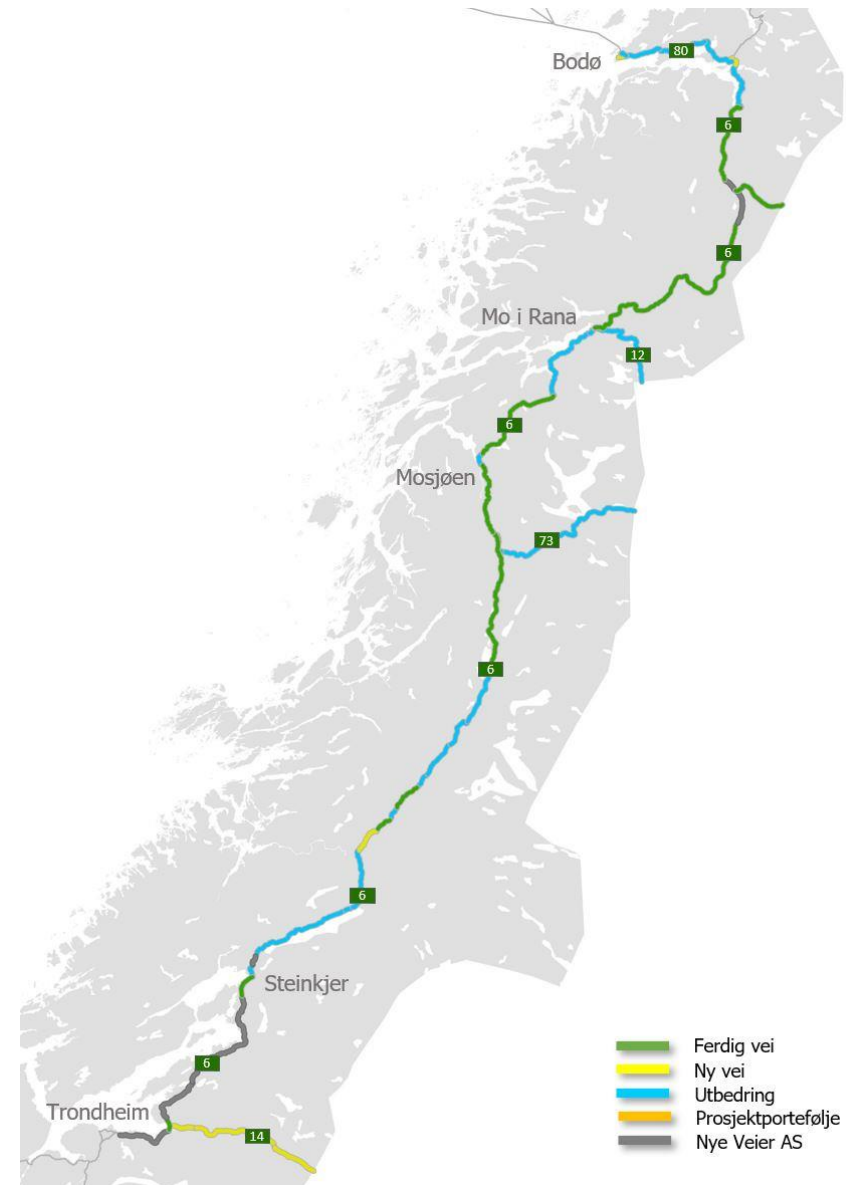 Bodø
80
6
6
Mo i Rana
12
6
Mosjøen
73
6
6
Steinkjer
6
Trondheim
14
Ferdig vei
Ny vei
Utbedring
Prosjektportefølje
Nye Veier AS